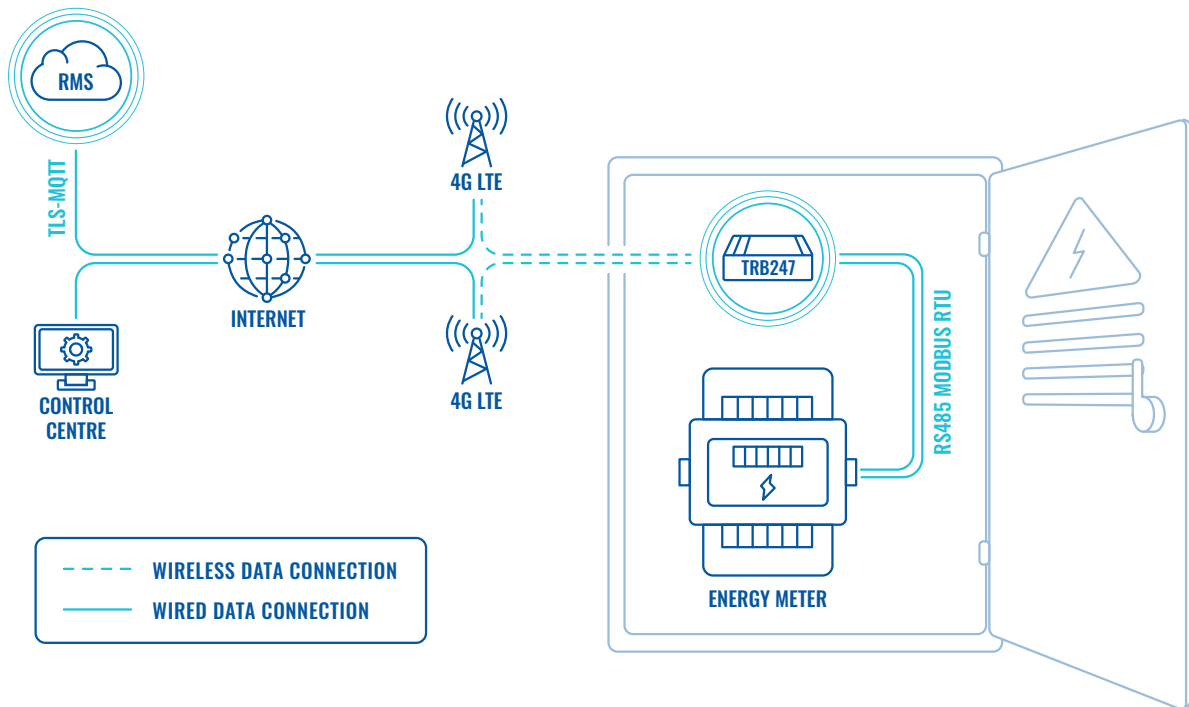 RMS
TLS-MQTT
4G LTE
INTERNET
TRB247
RS485 MODBUS RTU
CONTROL
CENTRE
4G LTE
ENERGY METER
WIRELESS DATA CONNECTION
WIRED DATA CONNECTION